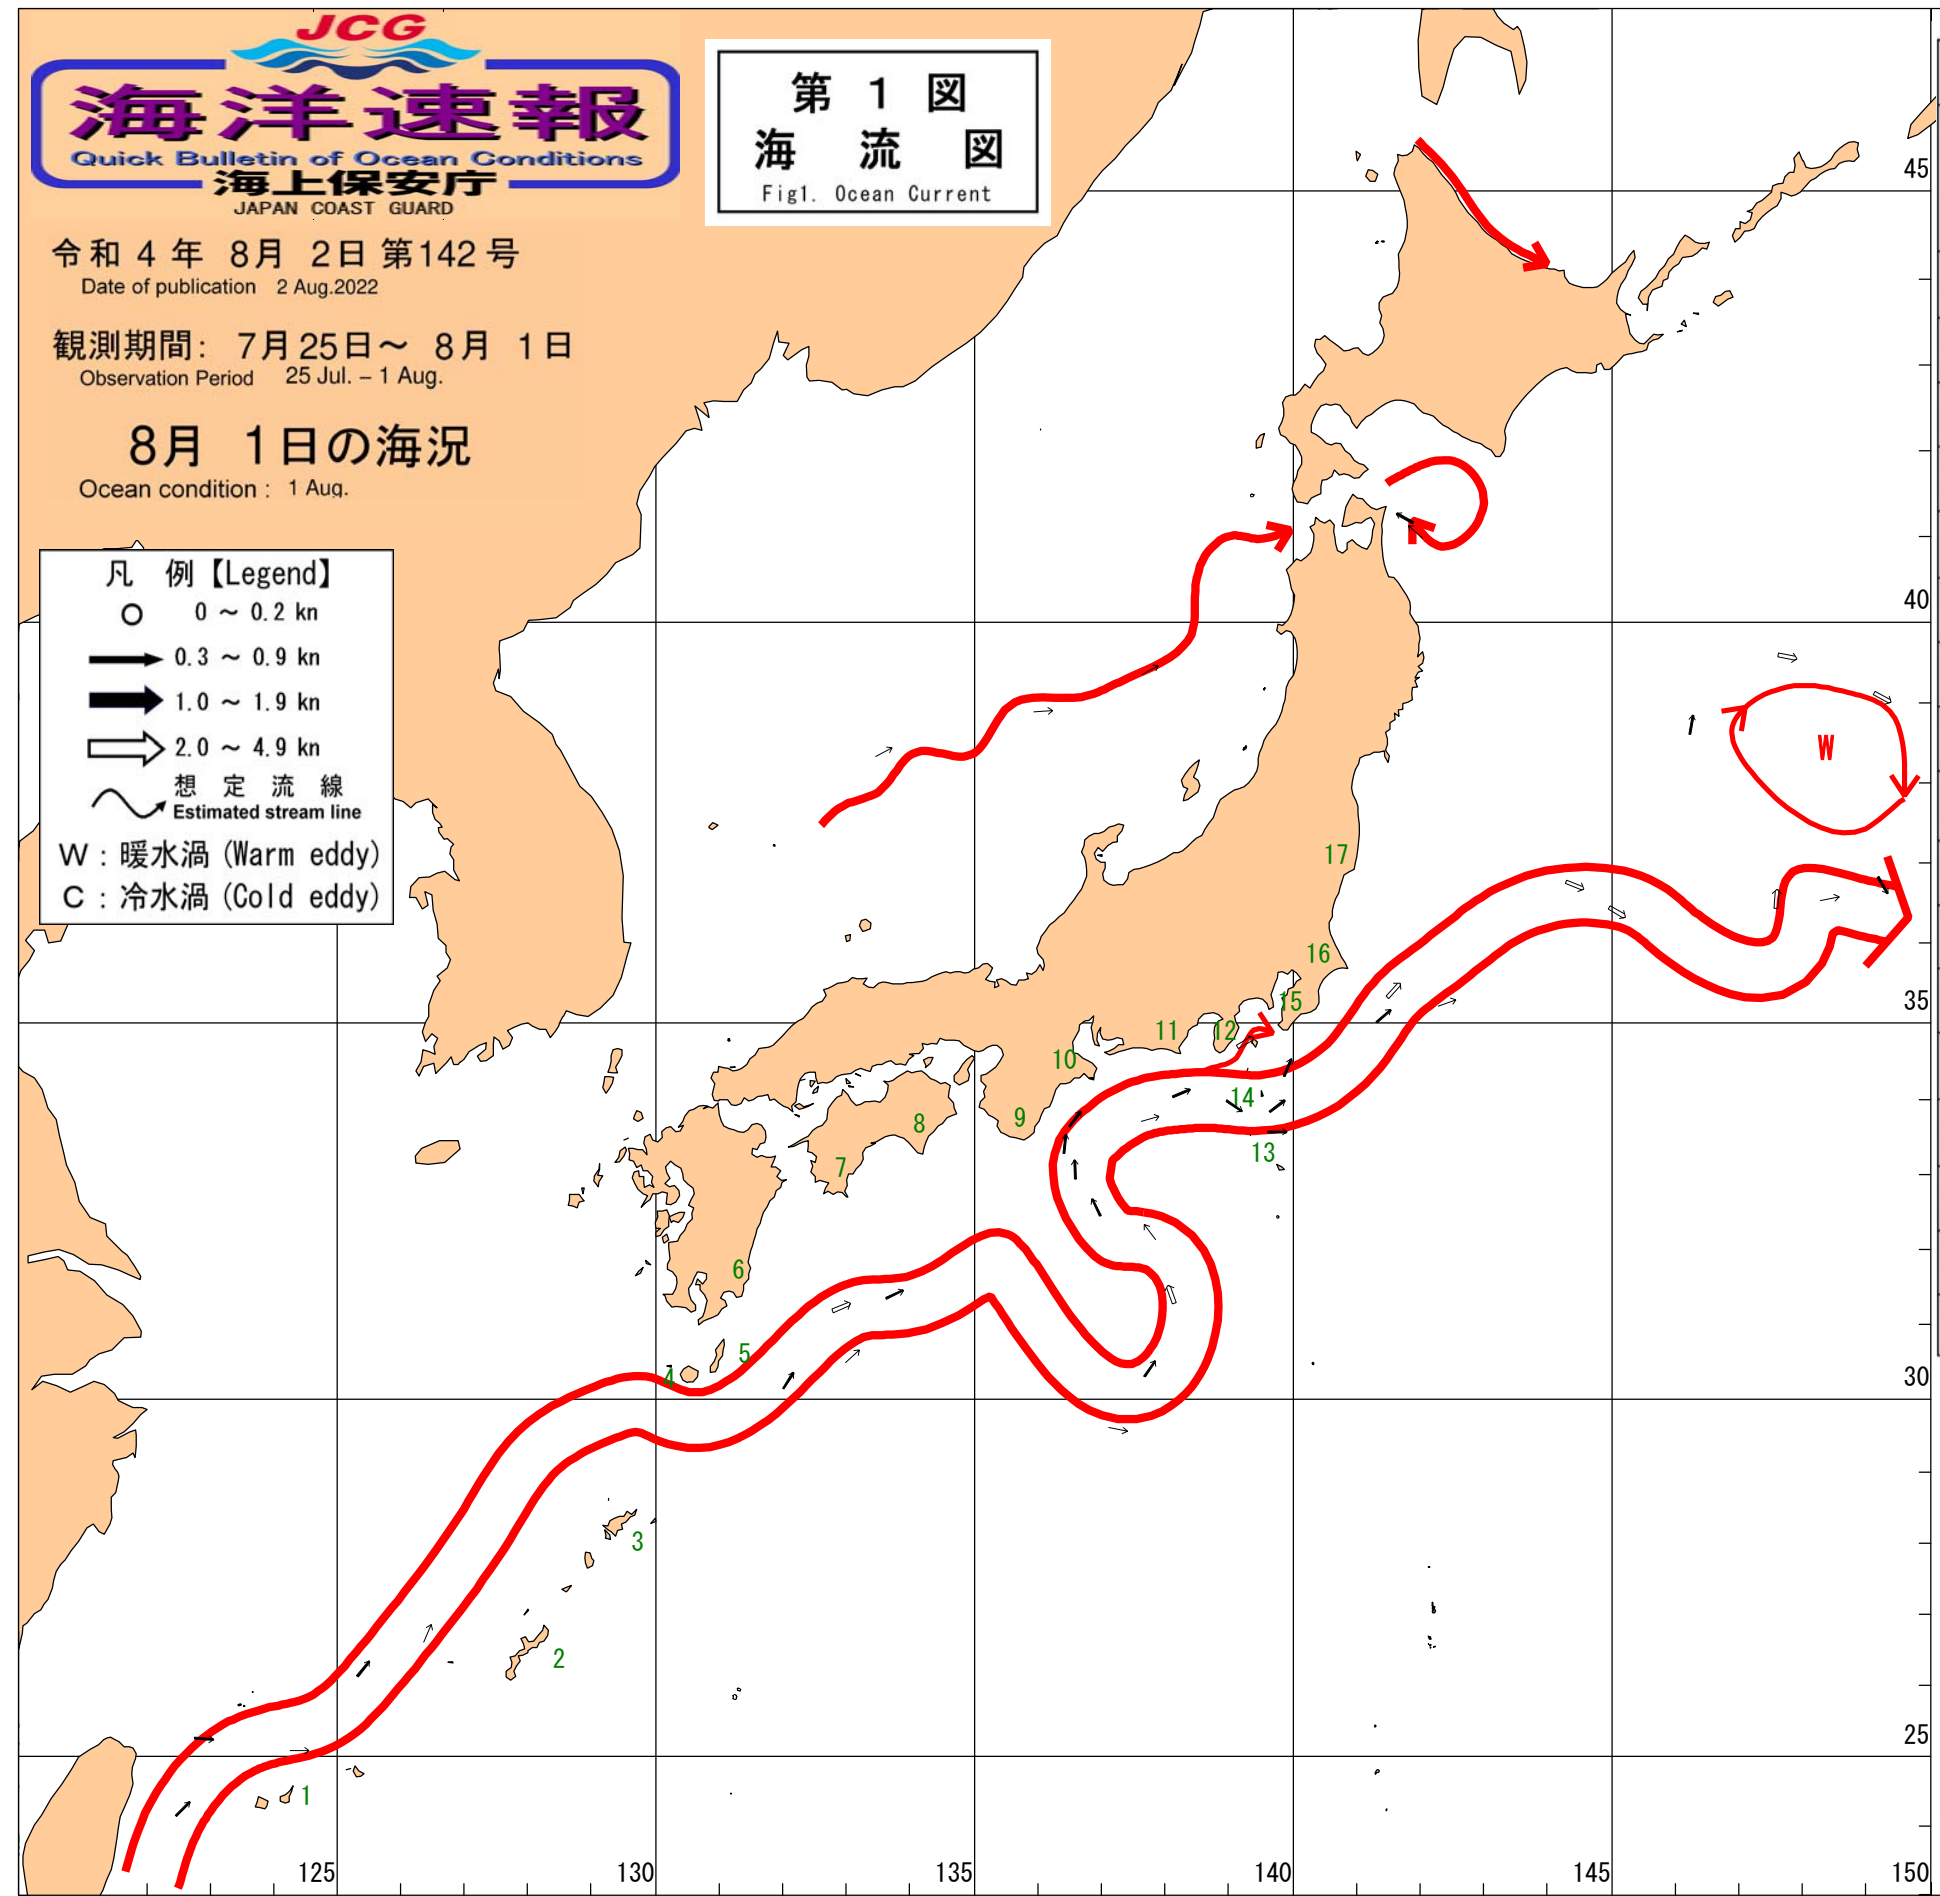 JCG
海洋速報
Quick Bulletin of Ocean Conditions
海上保安庁
JAPAN COAST GUARD
第 1 図
海 流 図
Fig1. Ocean Current
令和 4 年 8月 2日 第142号
Date of publication 2 Aug.2022
観測期間: 7月25日～ 8月 1日
Observation Period 25 Jul. – 1 Aug.
8月 1日の海況
Ocean condition : 1 Aug.
凡 例【Legend】
0 ～ 0.2 kn
0.3 ～ 0.9 kn
1.0 ～ 1.9 kn
2.0 ～ 4.9 kn
想 定 流 線
Estimated stream line
W : 暖水渦 (Warm eddy)
C : 冷水渦 (Cold eddy)
45
40
W
17
16
35
15
12
11
10
14
9
8
13
7
6
5
4
30
3
2
25
1
125
130
135
140
145
150